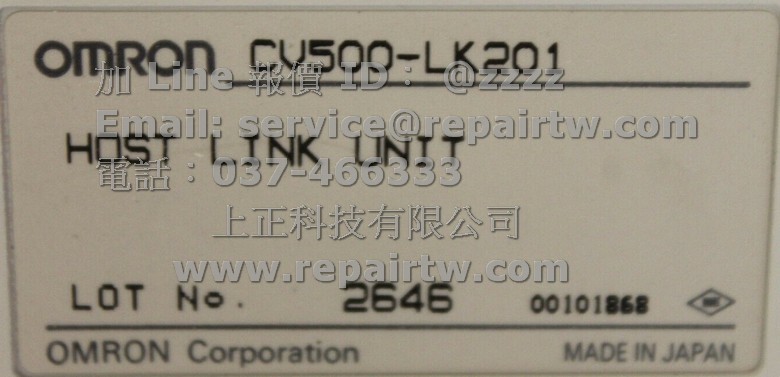 OMRON CV500-LK201
加 Line 報價 ID： @zzzz
Email: service@repairtw.com
HOST LINK UNIT
電話：037-466333
上正科技有限公司
www.repairtw.com
LOT No. 2646 00101868
OMRON Corporation MADE IN JAPAN